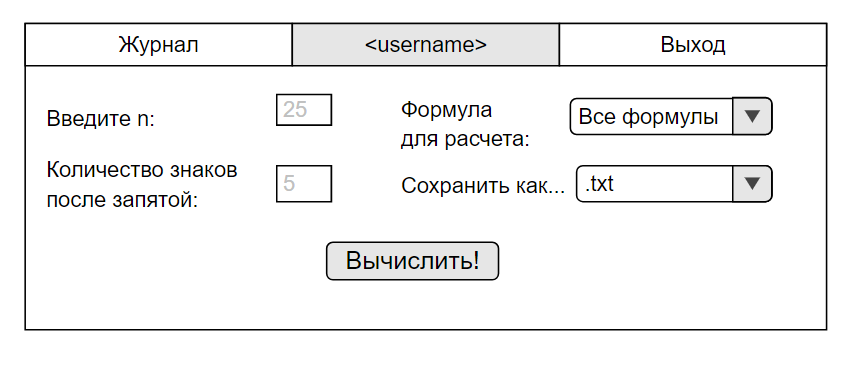 Журнал
<username>
Выход
Введите n:
25
Формула
для расчета:
Все формулы
Количество знаков
после запятой:
5
Сохранить как...
.txt
Вычислить!